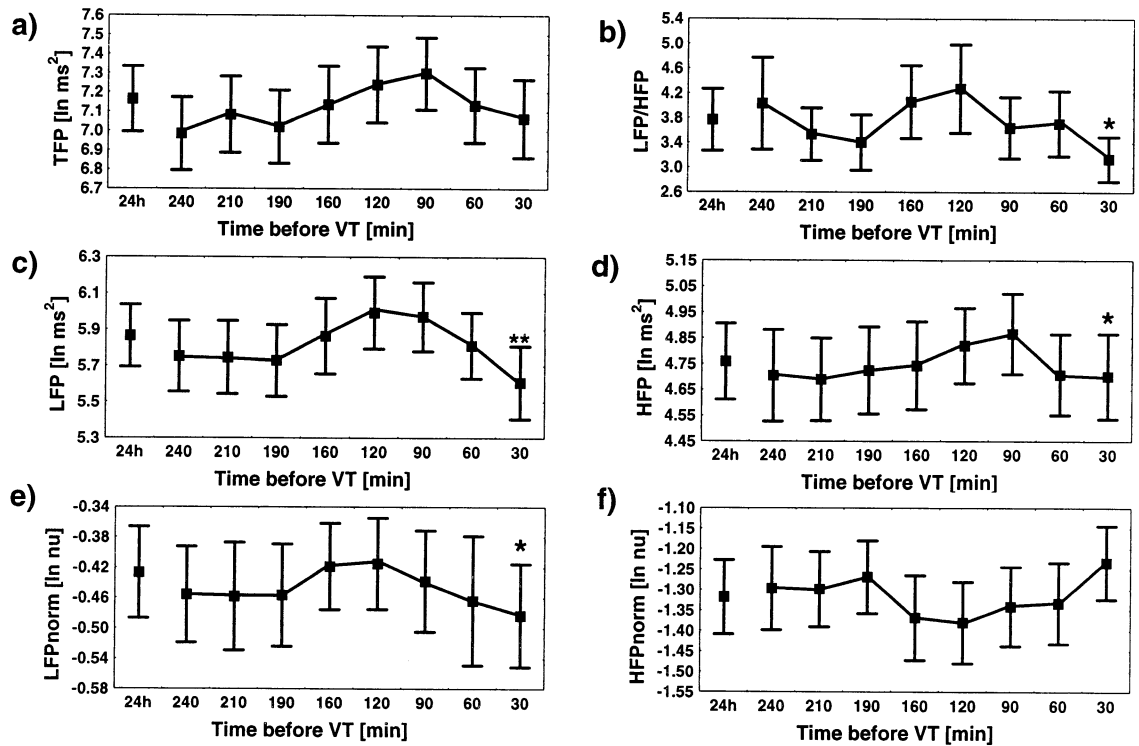 a)
TFP [ln ms2]
7.6
7.5
7.4
7.3
7.2
7.1
7.0
6.9
6.8
6.7
24h 240 210 190 160 120 90 60 30
Time before VT [min]
b)
LFP/HFP
5.4
5.0
4.6
4.2
3.8
3.4
3.0
2.6
*
24h 240 210 190 160 120 90 60 30
Time before VT [min]
c)
LFP [ln ms2]
6.3
6.1
5.9
5.7
5.5
5.3
**
24h 240 210 190 160 120 90 60 30
Time before VT [min]
d)
HFP [ln ms2]
5.15
5.05
4.95
4.85
4.75
4.65
4.55
4.45
*
24h 240 210 190 160 120 90 60 30
Time before VT [min]
e)
LFPnorm [ln nu]
-0.34
-0.38
-0.42
-0.46
-0.50
-0.54
-0.58
*
24h 240 210 190 160 120 90 60 30
Time before VT [min]
f)
HFPnorm [ln nu]
-1.10
-1.15
-1.20
-1.25
-1.30
-1.35
-1.40
-1.45
-1.50
-1.55
24h 240 210 190 160 120 90 60 30
Time before VT [min]